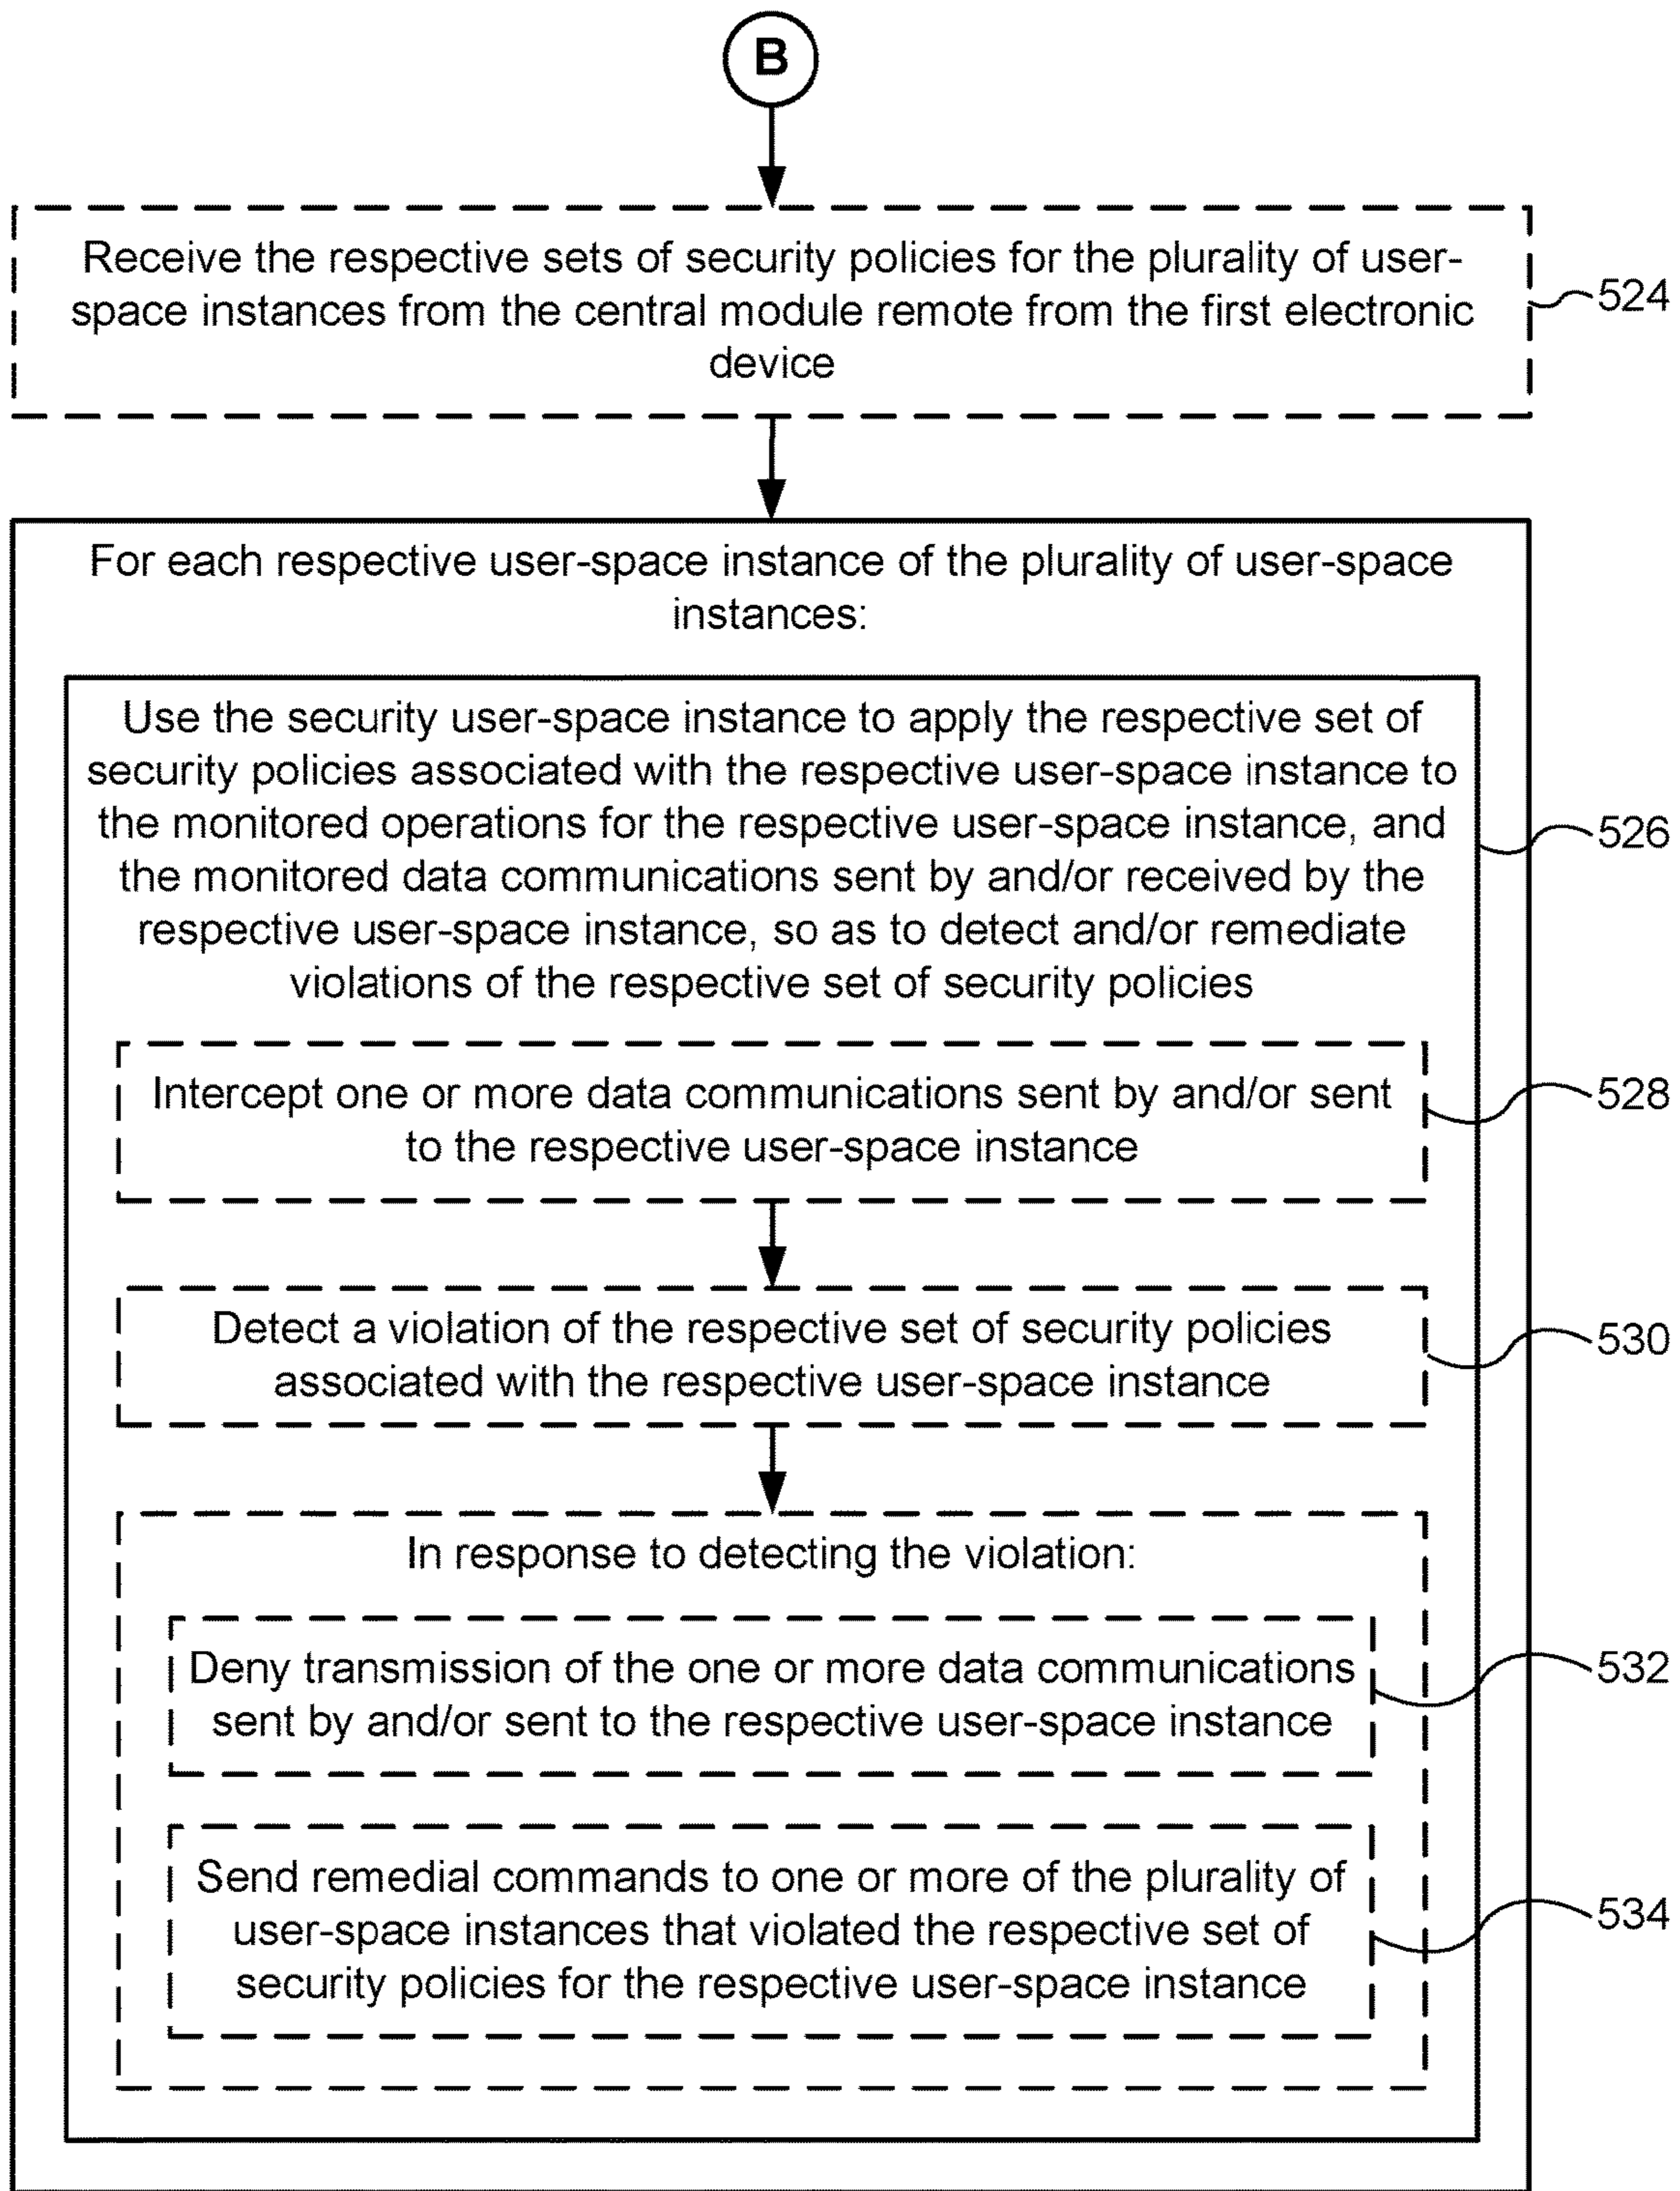 B
Receive the respective sets of security policies for the plurality of user-
space instances from the central module remote from the first electronic
device
524
For each respective user-space instance of the plurality of user-space
instances:
Use the security user-space instance to apply the respective set of
security policies associated with the respective user-space instance to
the monitored operations for the respective user-space instance, and
the monitored data communications sent by and/or received by the
respective user-space instance, so as to detect and/or remediate
violations of the respective set of security policies
526
Intercept one or more data communications sent by and/or sent
to the respective user-space instance
528
Detect a violation of the respective set of security policies
associated with the respective user-space instance
530
In response to detecting the violation:
Deny transmission of the one or more data communications
sent by and/or sent to the respective user-space instance
532
Send remedial commands to one or more of the plurality of
user-space instances that violated the respective set of
security policies for the respective user-space instance
534